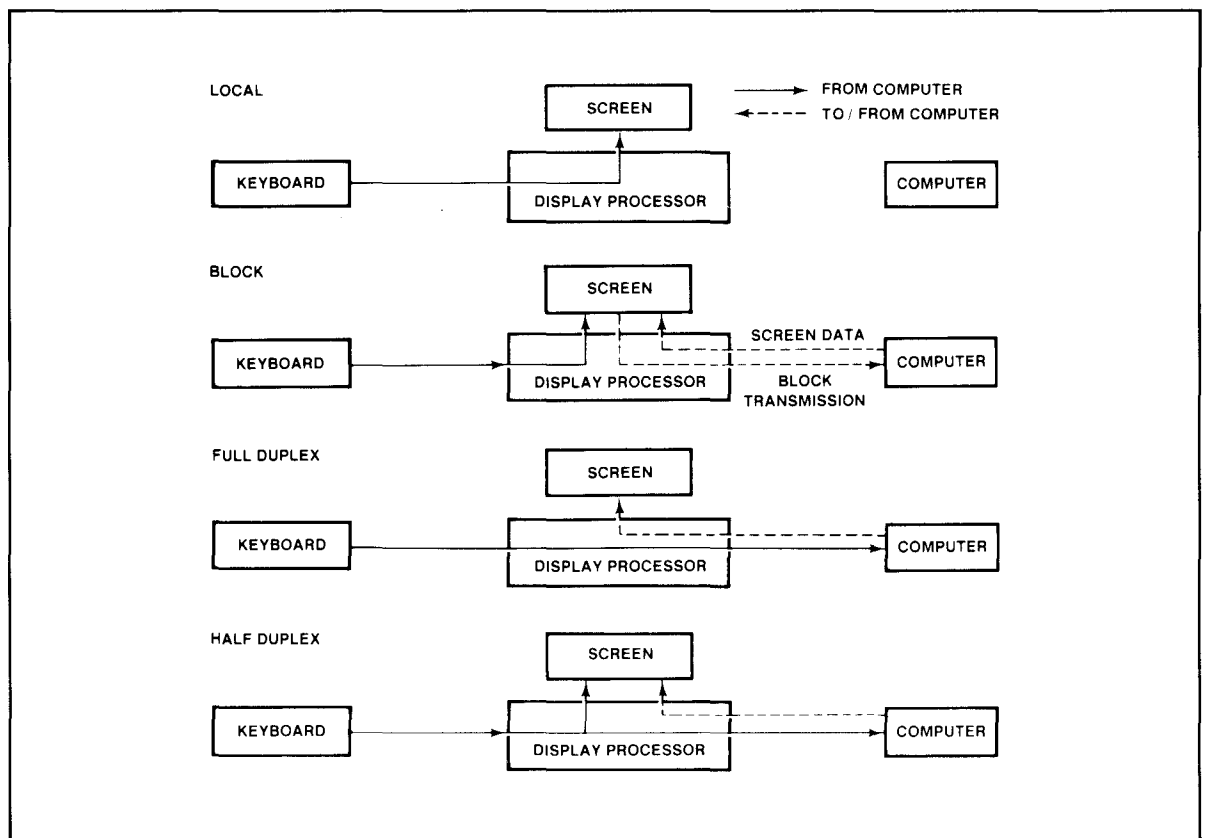 LOCAL
SCREEN
FROM COMPUTER
TO / FROM COMPUTER
KEYBOARD
DISPLAY PROCESSOR
COMPUTER
BLOCK
SCREEN
SCREEN DATA
KEYBOARD
DISPLAY PROCESSOR
COMPUTER
BLOCK
TRANSMISSION
FULL DUPLEX
SCREEN
KEYBOARD
DISPLAY PROCESSOR
COMPUTER
HALF DUPLEX
SCREEN
KEYBOARD
DISPLAY PROCESSOR
COMPUTER